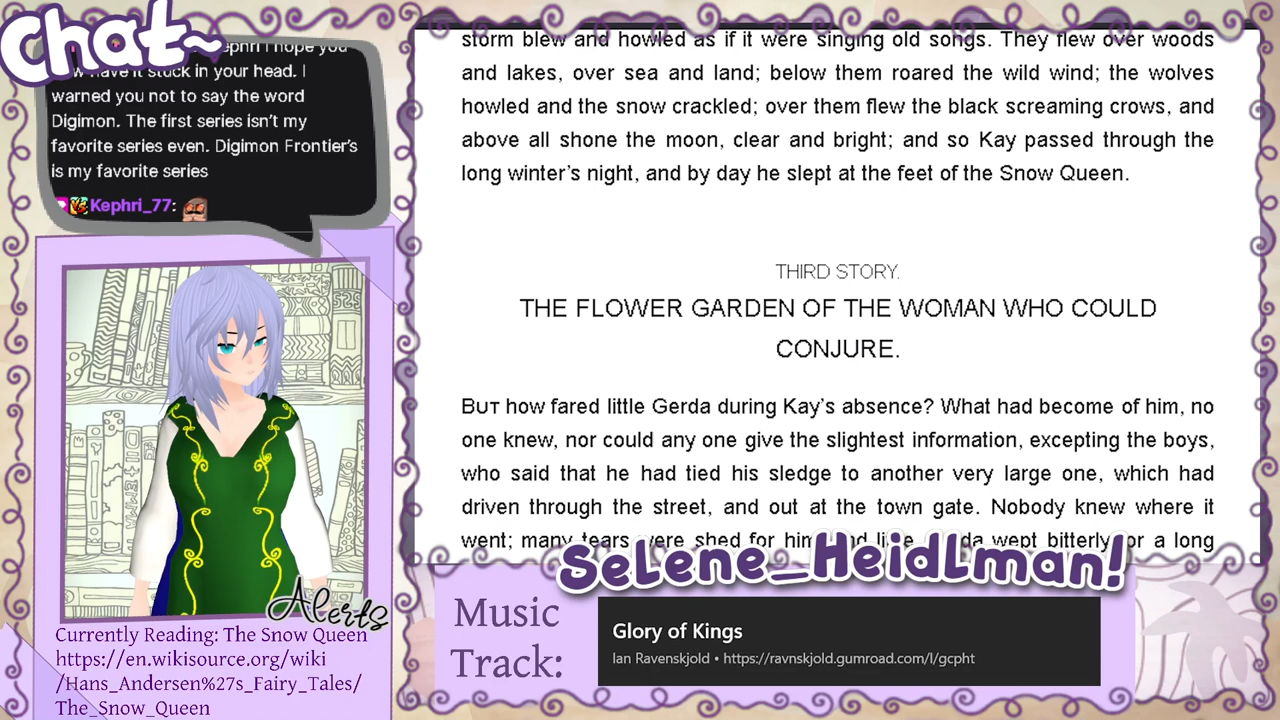 Chat~
ephri I hope you
have it stuck in your head. I
warned you not to say the word
Digimon. The first series isn't my
favorite series even. Digimon Frontier's
is my favorite series
Kephri_77:
Alerts
Currently Reading: The Snow Queen
https://en.wikisource.org/wiki
/Hans_Andersen%27s_Fairy_Tales/
The_Snow_Queen
storm blew and howled as if it were singing old songs. They flew over woods
and lakes, over sea and land; below them roared the wild wind; the wolves
howled and the snow crackled; over them flew the black screaming crows, and
above all shone the moon, clear and bright; and so Kay passed through the
long winter's night, and by day he slept at the feet of the Snow Queen.
THIRD STORY.
THE FLOWER GARDEN OF THE WOMAN WHO COULD
CONJURE.
But how fared little Gerda during Kay's absence? What had become of him, no
one knew, nor could any one give the slightest information, excepting the boys,
who said that he had tied his sledge to another very large one, which had
driven through the street, and out at the town gate. Nobody knew where it
went; many tears were shed for him wept bitterly for a long
Selene_Heidlman!
Music
Track:
Glory of Kings
Ian Ravenskjold • https://ravnskjold.gumroad.com/l/gcpht